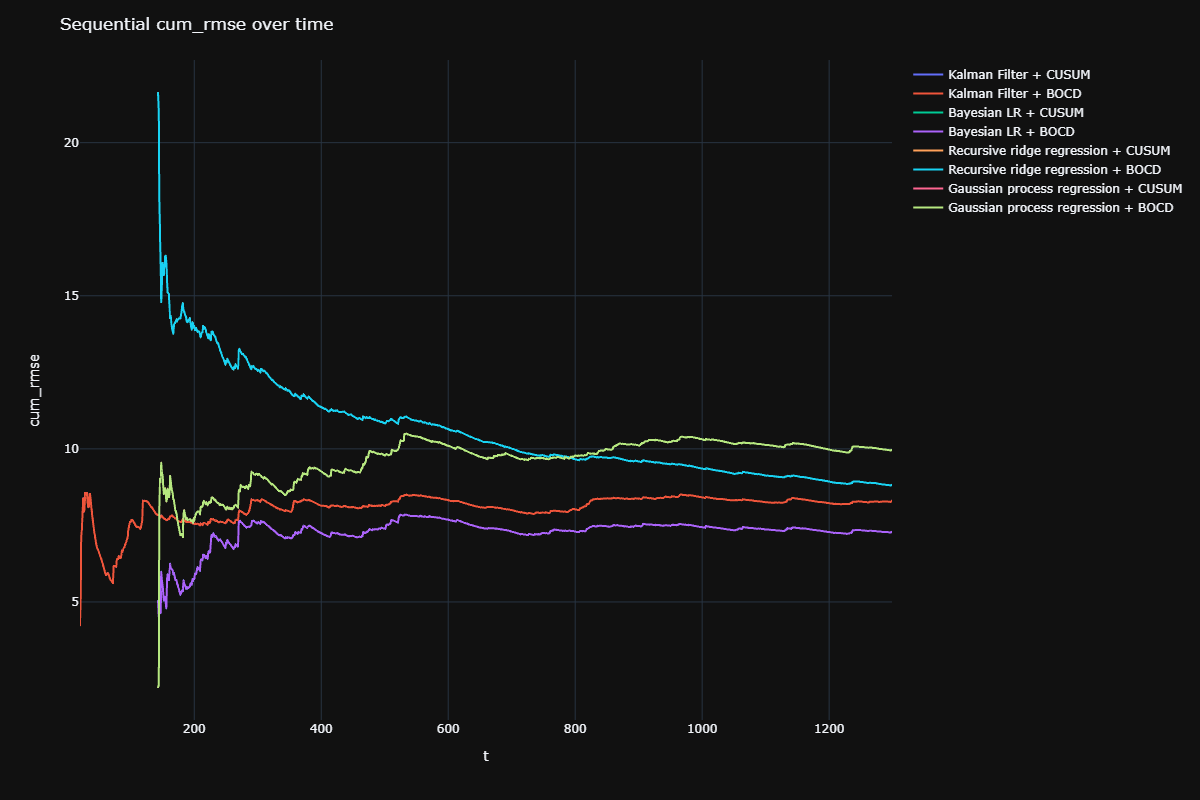 Sequential cum_rmse over time
Kalman Filter + CUSUM
Kalman Filter + BOCD
Bayesian LR + CUSUM
Bayesian LR + BOCD
Recursive ridge regression + CUSUM
Recursive ridge regression + BOCD
Gaussian process regression + CUSUM
Gaussian process regression + BOCD
20
15
10
5
cum_rmse
200 400 600 800 1000 1200
t